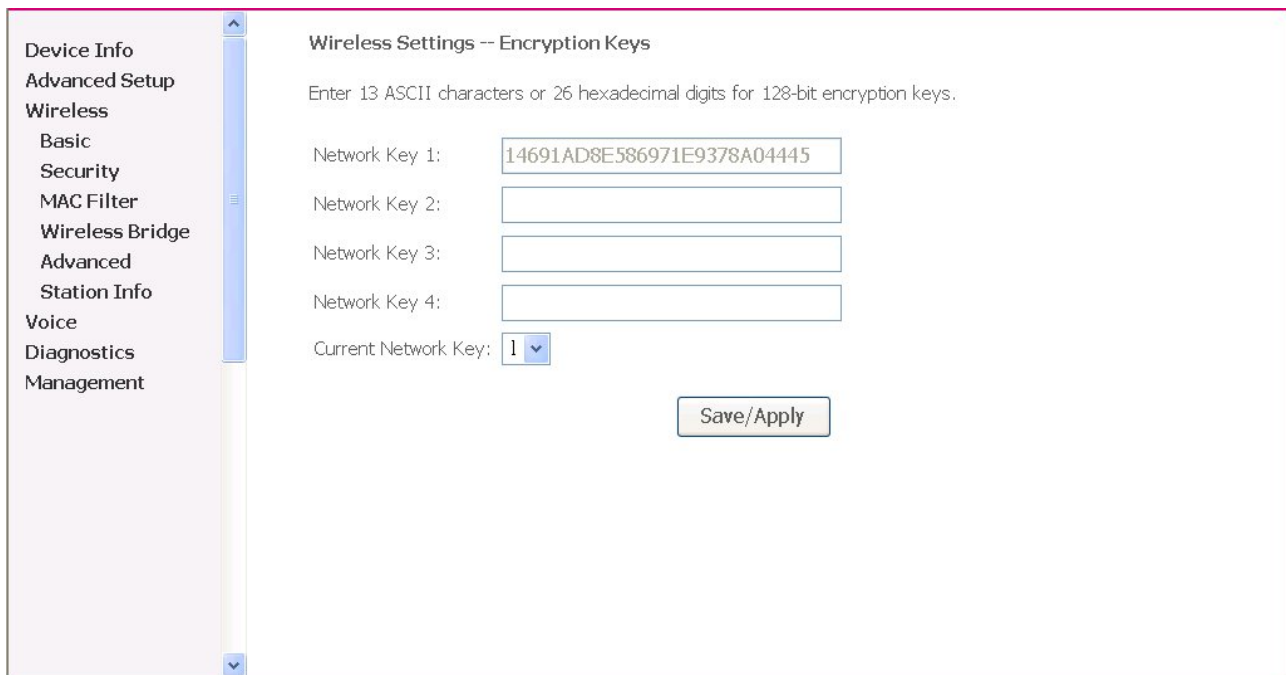 Device Info
Advanced Setup
Wireless
Basic
Security
MAC Filter
Wireless Bridge
Advanced
Station Info
Voice
Diagnostics
Management
Wireless Settings -- Encryption Keys
Enter 13 ASCII characters or 26 hexadecimal digits for 128-bit encryption keys.
Network Key 1: 14691AD8E586971E9378A04445
Network Key 2:
Network Key 3:
Network Key 4:
Current Network Key: 1
Save/Apply